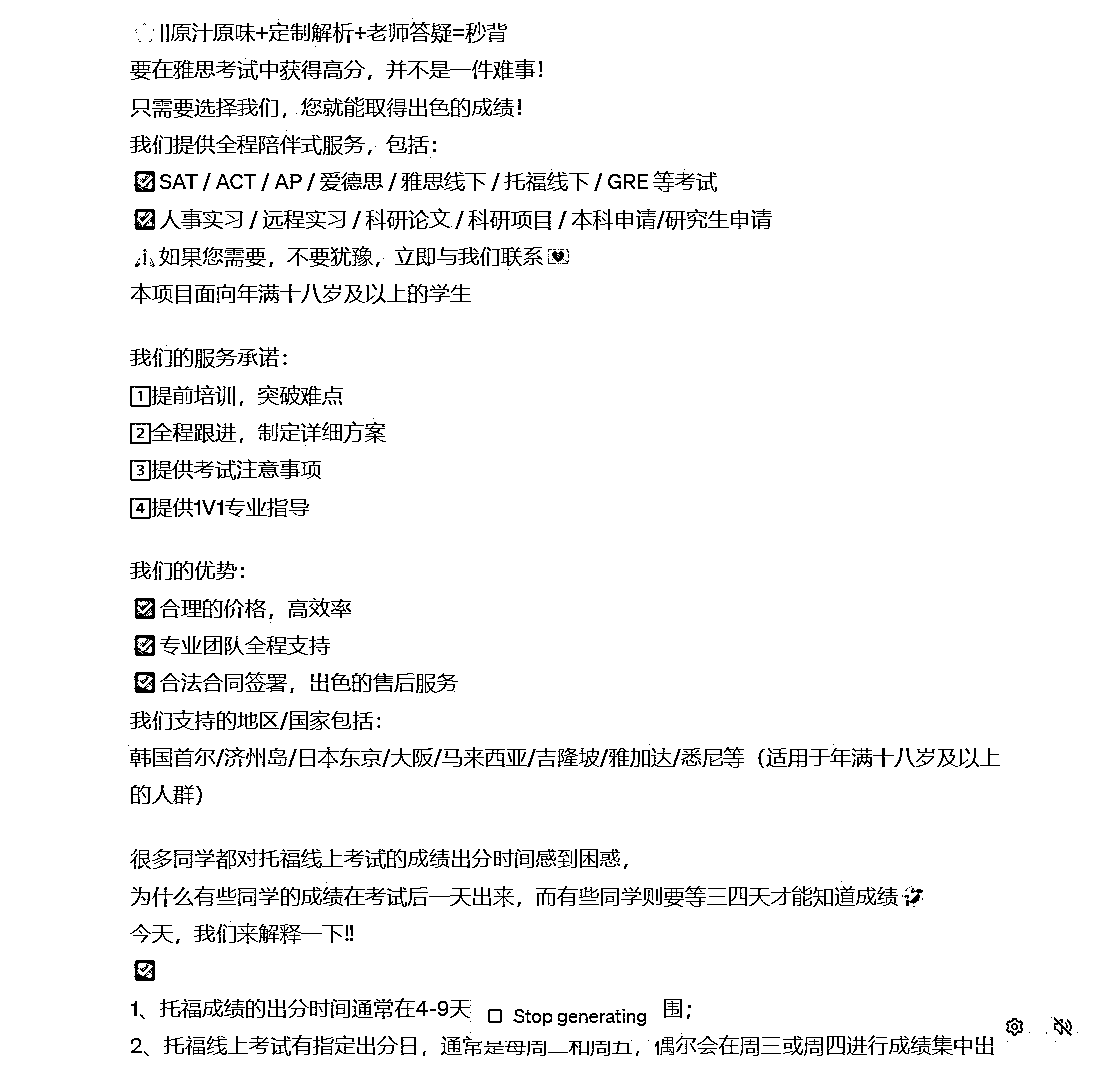 ||原汁原味+定制解析+老师答疑=秒背
要在雅思考试中获得高分，并不是一件难事！
只需要选择我们，您就能取得出色的成绩！
我们提供全程陪伴式服务，包括：
✅SAT / ACT / AP / 爱德思 / 雅思线下 / 托福线下 / GRE 等考试
✅人事实习 / 远程实习 / 科研论文 / 科研项目 / 本科申请/研究生申请
如果您需要，不要犹豫，立即与我们联系
本项目面向年满十八岁及以上的学生
我们的服务承诺：
1️⃣提前培训，突破难点
2️⃣全程跟进，制定详细方案
3️⃣提供考试注意事项
4️⃣提供1V1专业指导
我们的优势：
✅合理的价格，高效率
✅专业团队全程支持
✅合法合同签署，出色的售后服务
我们支持的地区/国家包括：
韩国首尔/济州岛/日本东京/大阪/马来西亚/吉隆坡/雅加达/悉尼等（适用于年满十八岁及以上
的人群）
很多同学都对托福线上考试的成绩出分时间感到困惑，
为什么有些同学的成绩在考试后一天出来，而有些同学则要等三四天才能知道成绩
今天，我们来解释一下‼
✅
1、托福成绩的出分时间通常在4-9天 围；
Stop generating
2、托福线上考试有指定出分日，通常是每周二和周五，偶尔会在周三或周四进行成绩集中出